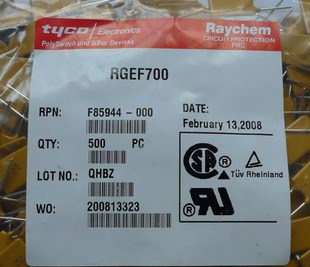 tyco / Electronics
PolySwitch and SiBar Devices
Raychem
CIRCUIT PROTECTION
PRC
RGEF700
RPN: F85944-000
DATE:
February 13,2008
QTY: 500 PC
LOT NO.: QHBZ
WO: 200813323
Tüv Rheinland